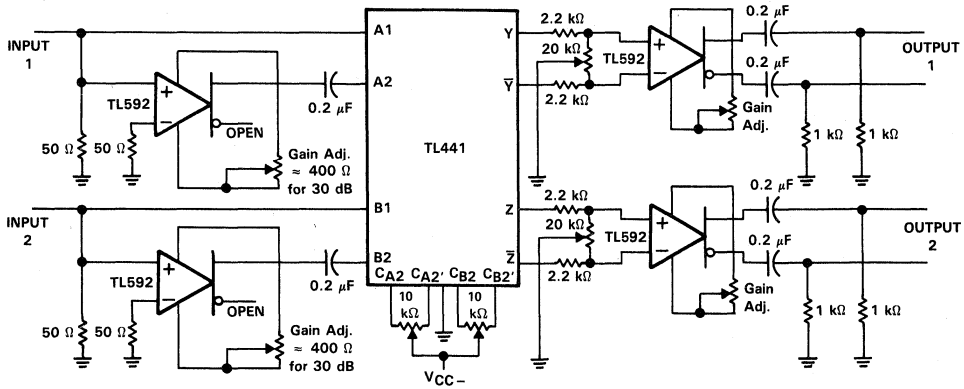 INPUT
1
50 Ω
50 Ω
TL592
+
−
OPEN
Gain Adj.
≈ 400 Ω
for 30 dB
0.2 µF
A1
A2
TL441
Y
Y̅
2.2 kΩ
20 kΩ
2.2 kΩ
+
−
TL592
Gain
Adj.
0.2 µF
0.2 µF
1 kΩ
1 kΩ
OUTPUT
1
INPUT
2
50 Ω
50 Ω
TL592
+
−
OPEN
Gain Adj.
≈ 400 Ω
for 30 dB
0.2 µF
B1
B2
CA2 CA2' CB2 CB2'
10
kΩ
10
kΩ
VCC−
Z
Z̅
2.2 kΩ
20 kΩ
2.2 kΩ
+
−
TL592
Gain
Adj.
0.2 µF
0.2 µF
1 kΩ
1 kΩ
OUTPUT
2